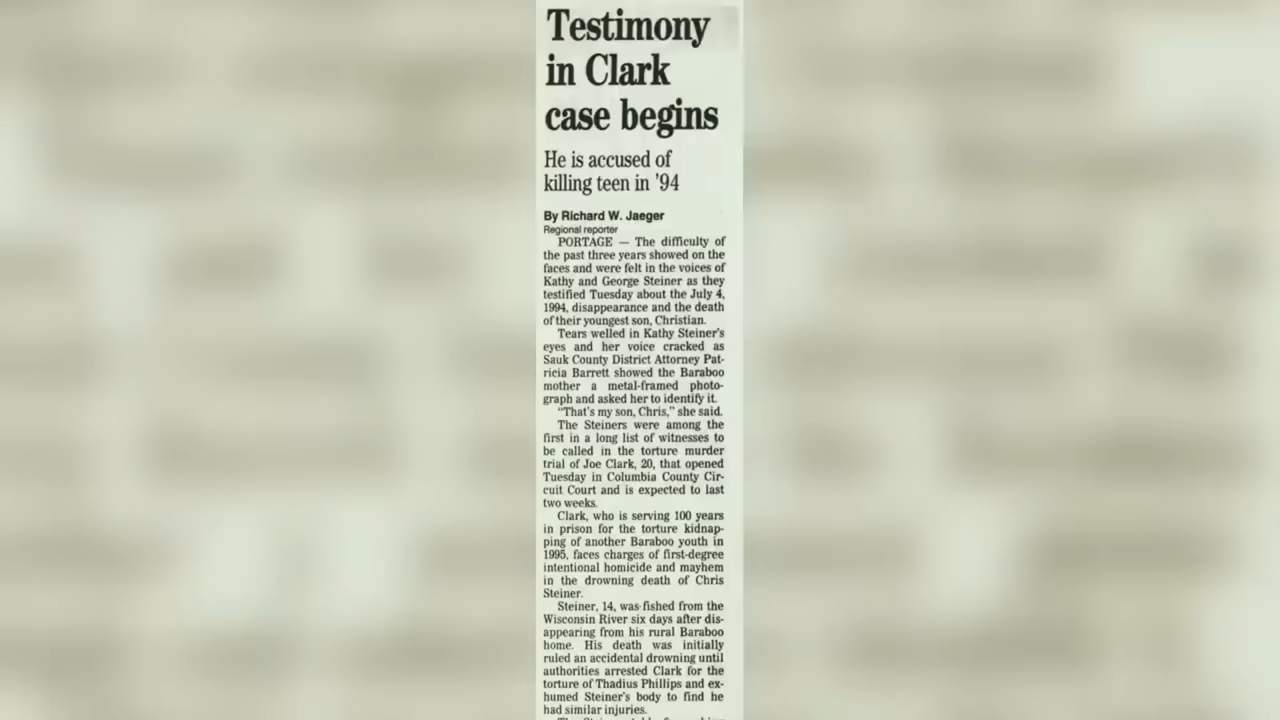 Testimony
in Clark
case begins
He is accused of
killing teen in '94
By Richard W. Jaeger
Regional reporter
PORTAGE — The difficulty of
the past three years showed on the
faces and were felt in the voices of
Kathy and George Steiner as they
testified Tuesday about the July 4,
1994, disappearance and the death
of their youngest son, Christian.
Tears welled in Kathy Steiner's
eyes and her voice cracked as
Sauk County District Attorney Pat-
ricia Barrett showed the Baraboo
mother a metal-framed photo-
graph and asked her to identify it.
"That's my son, Chris," she said.
The Steiners were among the
first in a long list of witnesses to
be called in the torture murder
trial of Joe Clark, 20, that opened
Tuesday in Columbia County Cir-
cuit Court and is expected to last
two weeks.
Clark, who is serving 100 years
in prison for the torture kidnap-
ping of another Baraboo youth in
1995, faces charges of first-degree
intentional homicide and mayhem
in the drowning death of Chris
Steiner.
Steiner, 14, was fished from the
Wisconsin River six days after dis-
appearing from his rural Baraboo
home. His death was initially
ruled an accidental drowning until
authorities arrested Clark for the
torture of Thadius Phillips and ex-
humed Steiner's body to find he
had similar injuries.